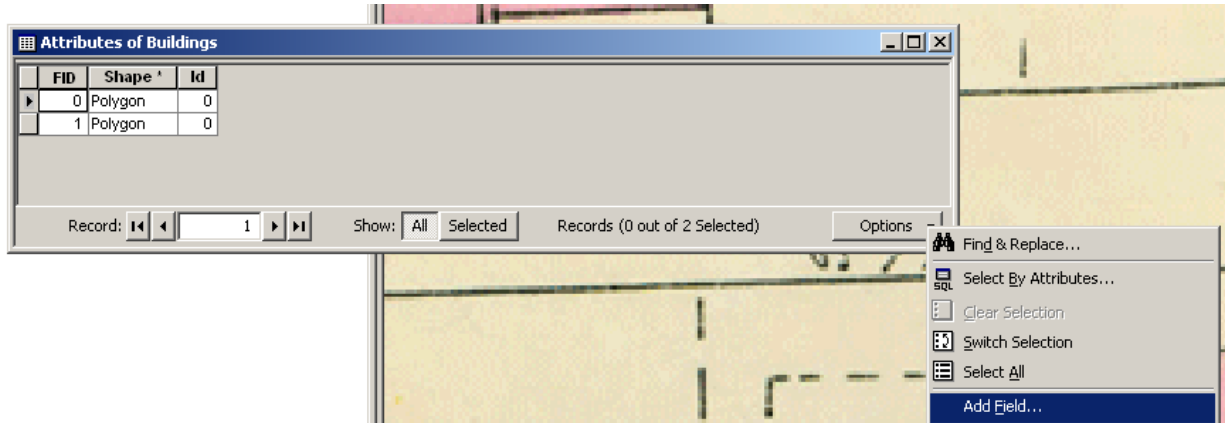 Attributes of Buildings
FID Shape * Id
0 Polygon 0
1 Polygon 0
Record: 1 Show: All Selected Records (0 out of 2 Selected) Options
Find & Replace...
SQL Select By Attributes...
Clear Selection
Switch Selection
Select All
Add Field...